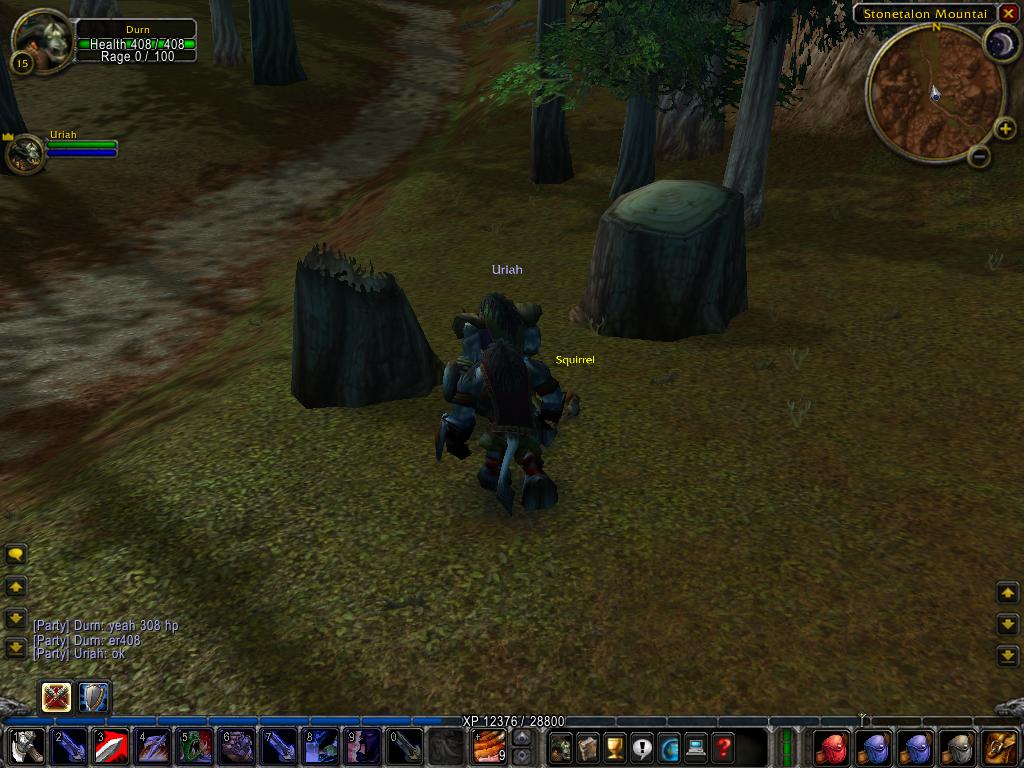 Durn
Health 408 / 408
Rage 0 / 100
15
Stonetalon Mountai
N
Uriah
Uriah
Squirrel
[Party] Durn: yeah 308 hp
[Party] Durn: er408
[Party] Uriah: ok
XP 12376 / 28800
1 2 3 4 5 6 7 8 9 0 + 9 ! ?